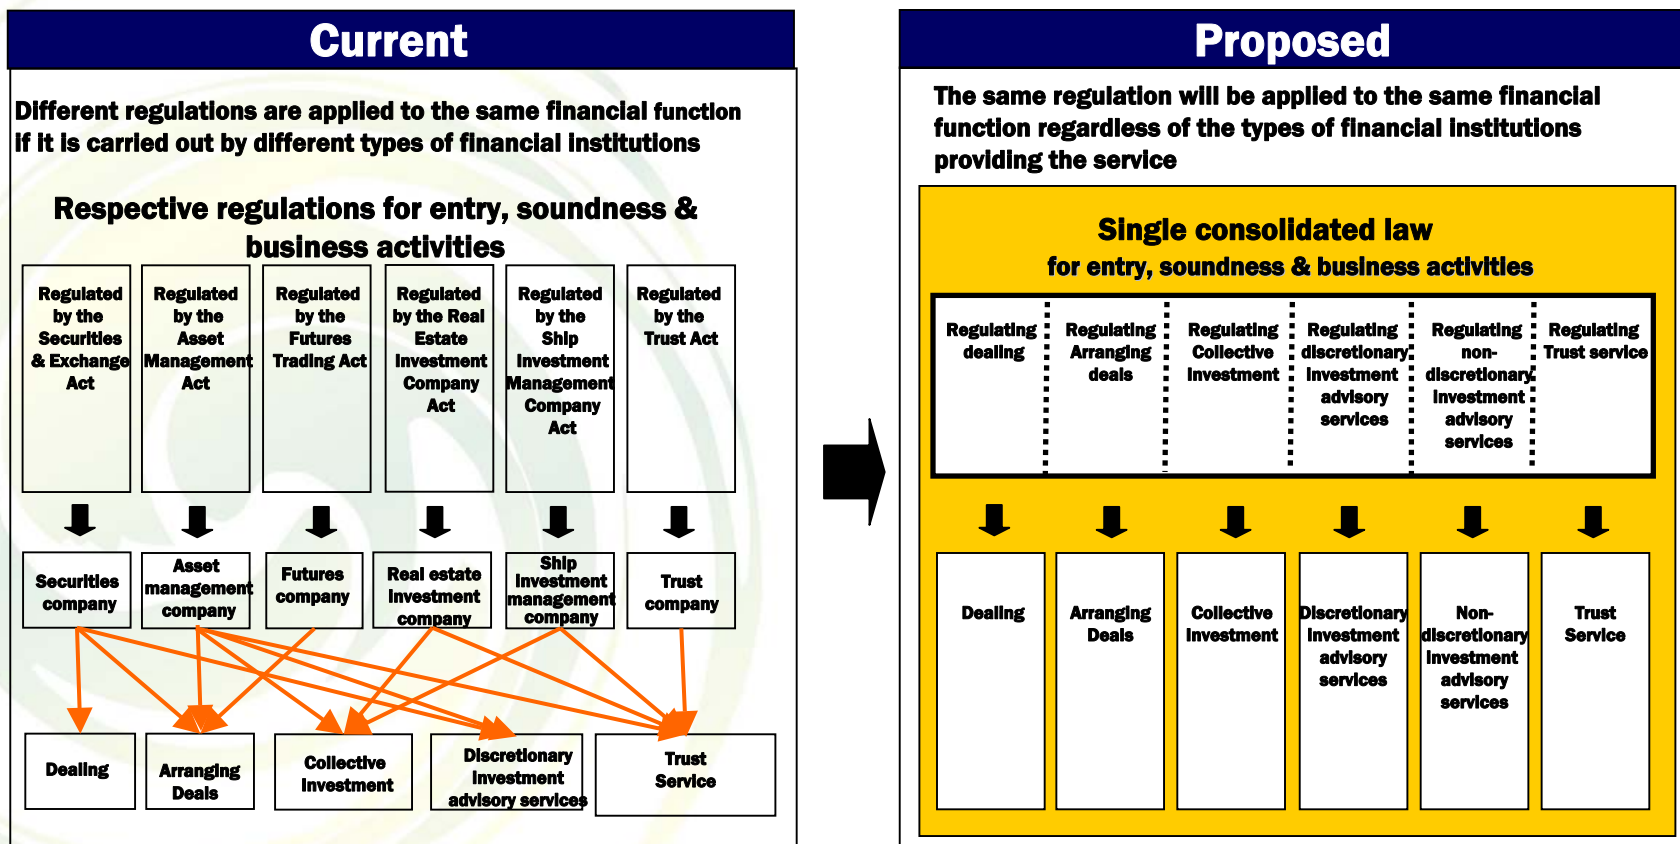 Current
Different regulations are applied to the same financial function
if it is carried out by different types of financial institutions
Respective regulations for entry, soundness &
business activities
Regulated
by the
Securities
& Exchange
Act
Regulated
by the
Asset
Management
Act
Regulated
by the
Futures
Trading Act
Regulated
by the Real
Estate
Investment
Company
Act
Regulated
by the
Ship
Investment
Management
Company
Act
Regulated
by the
Trust Act
Securities
company
Asset
management
company
Futures
company
Real estate
Investment
company
Ship
Investment
management
company
Trust
company
Dealing
Arranging
Deals
Collective
Investment
Discretionary
Investment
advisory services
Trust
Service
Proposed
The same regulation will be applied to the same financial
function regardless of the types of financial institutions
providing the service
Single consolidated law
for entry, soundness & business activities
Regulating
dealing
Regulating
Arranging
deals
Regulating
Collective
Investment
Regulating
discretionary
Investment
advisory
services
Regulating
non-
discretionary
Investment
advisory
services
Regulating
Trust service
Dealing
Arranging
Deals
Collective
Investment
Discretionary
Investment
advisory
services
Non-
discretionary
Investment
advisory
services
Trust
Service